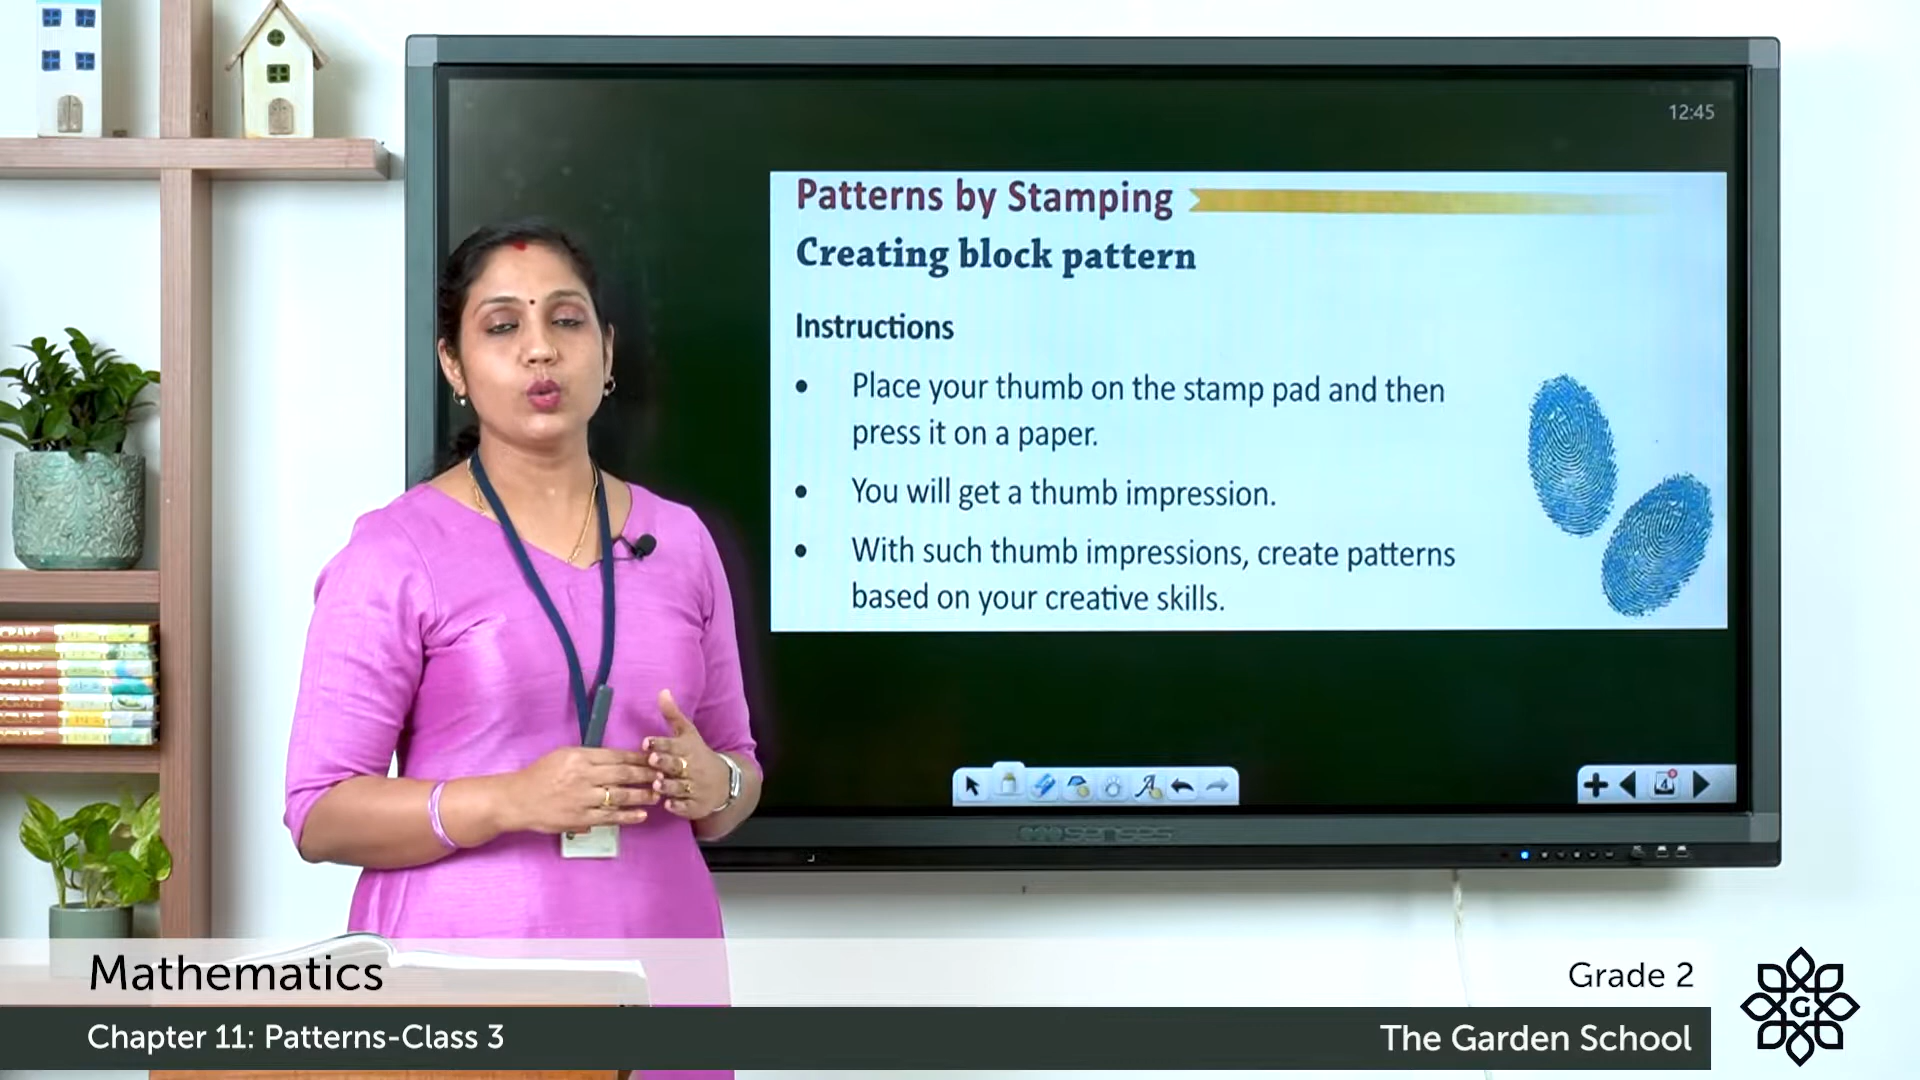 12:45
Patterns by Stamping
Creating block pattern
Instructions
• Place your thumb on the stamp pad and then
press it on a paper.
• You will get a thumb impression.
• With such thumb impressions, create patterns
based on your creative skills.
4
Mathematics
Grade 2
G
Chapter 11: Patterns-Class 3
The Garden School